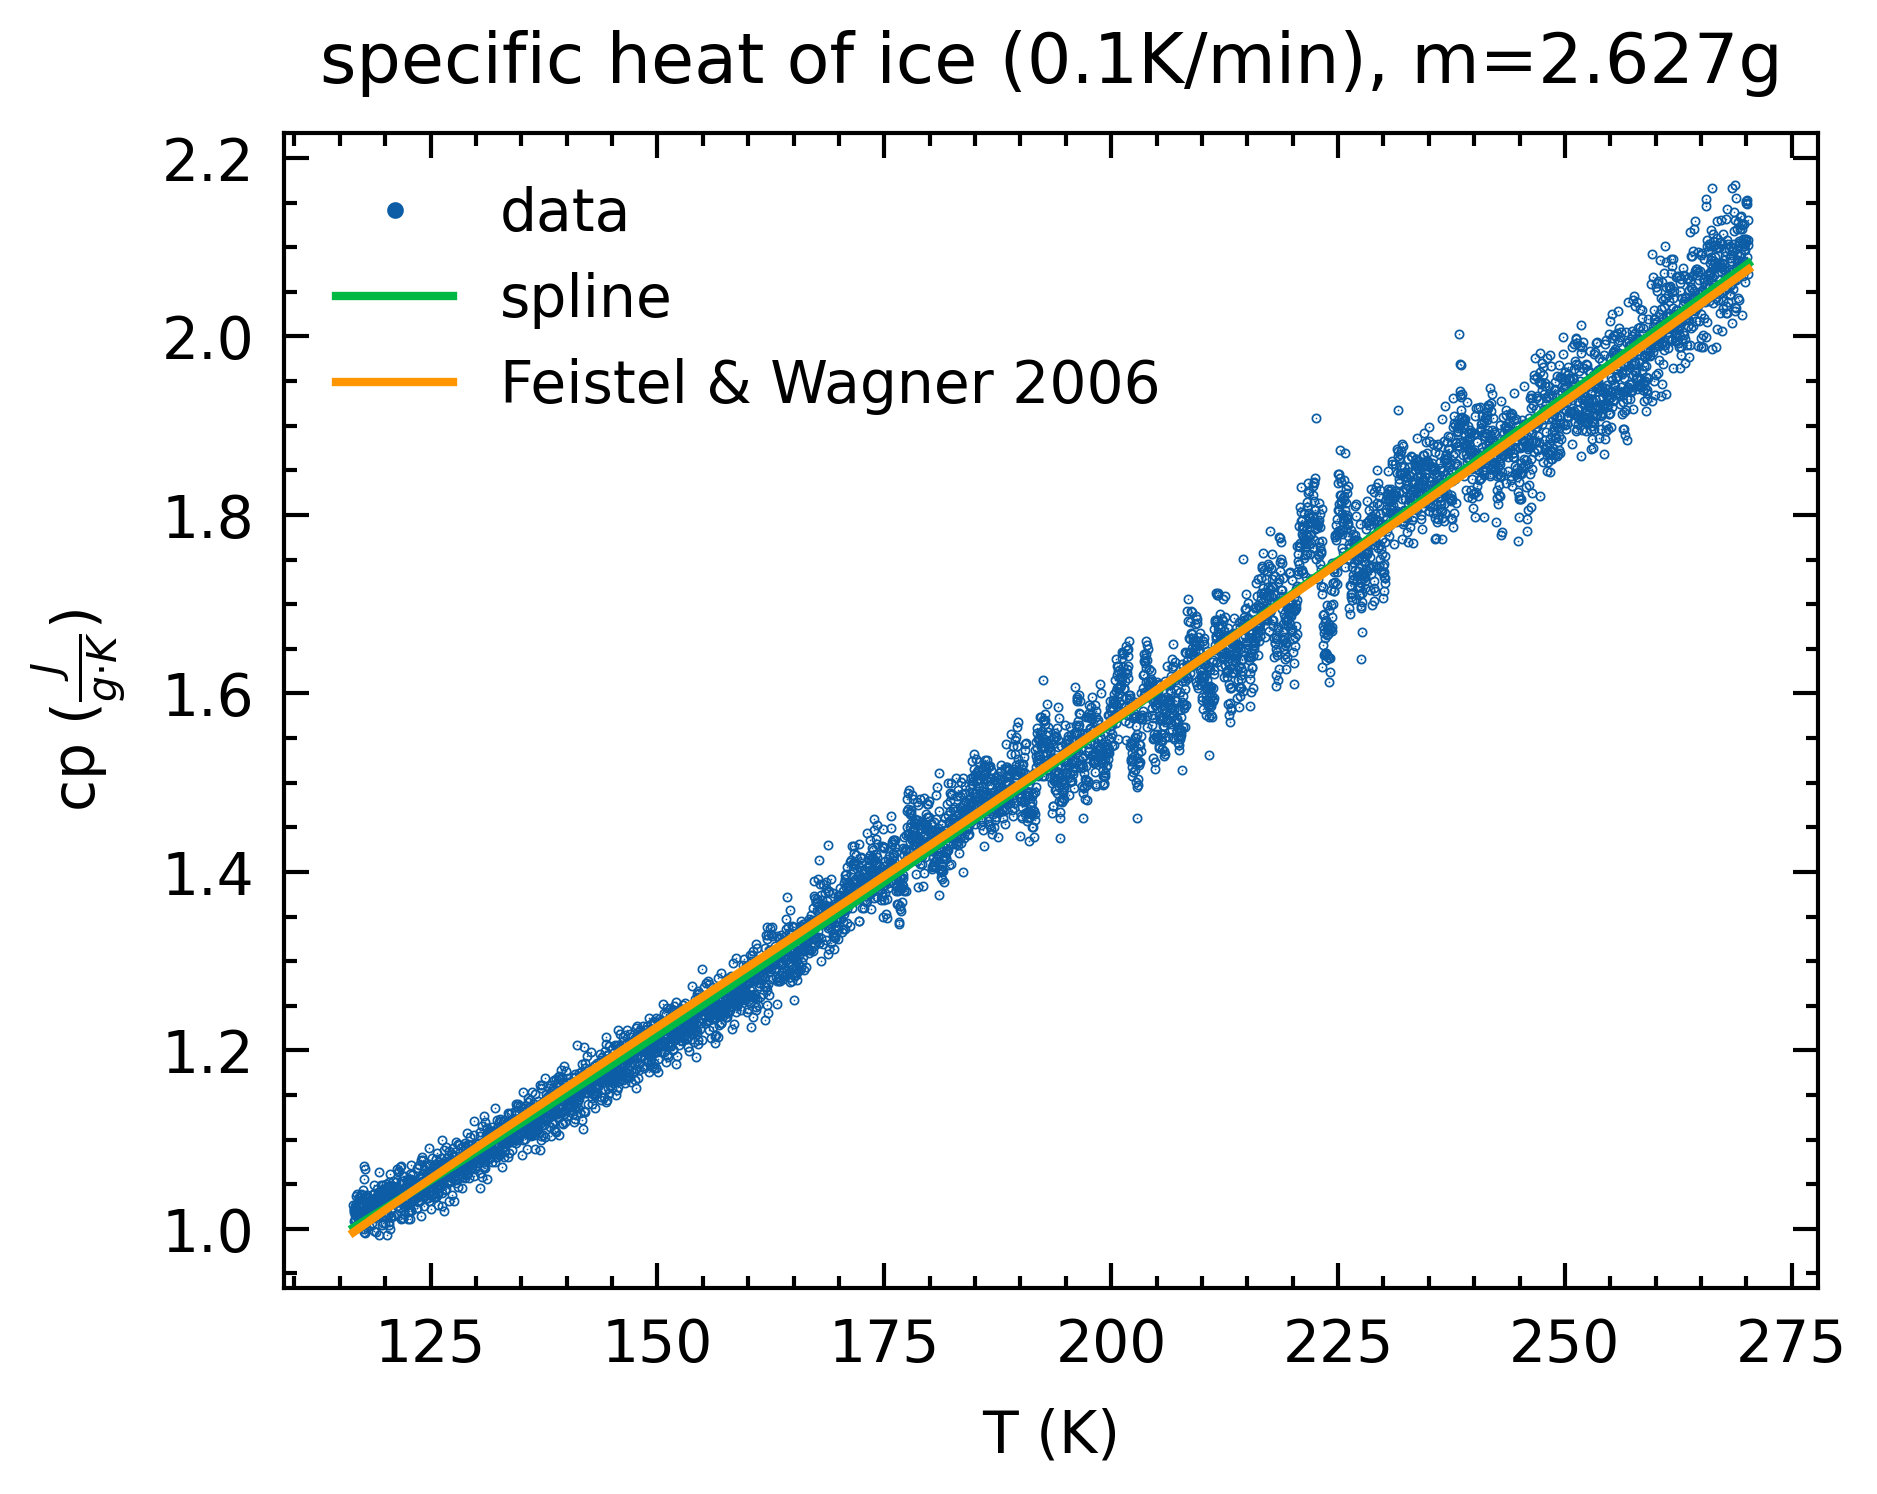 specific heat of ice (0.1K/min), m=2.627g
data
spline
Feistel & Wagner 2006
2.2
2.0
1.8
1.6
1.4
1.2
1.0
cp (J/g·K)
125 150 175 200 225 250 275
T (K)